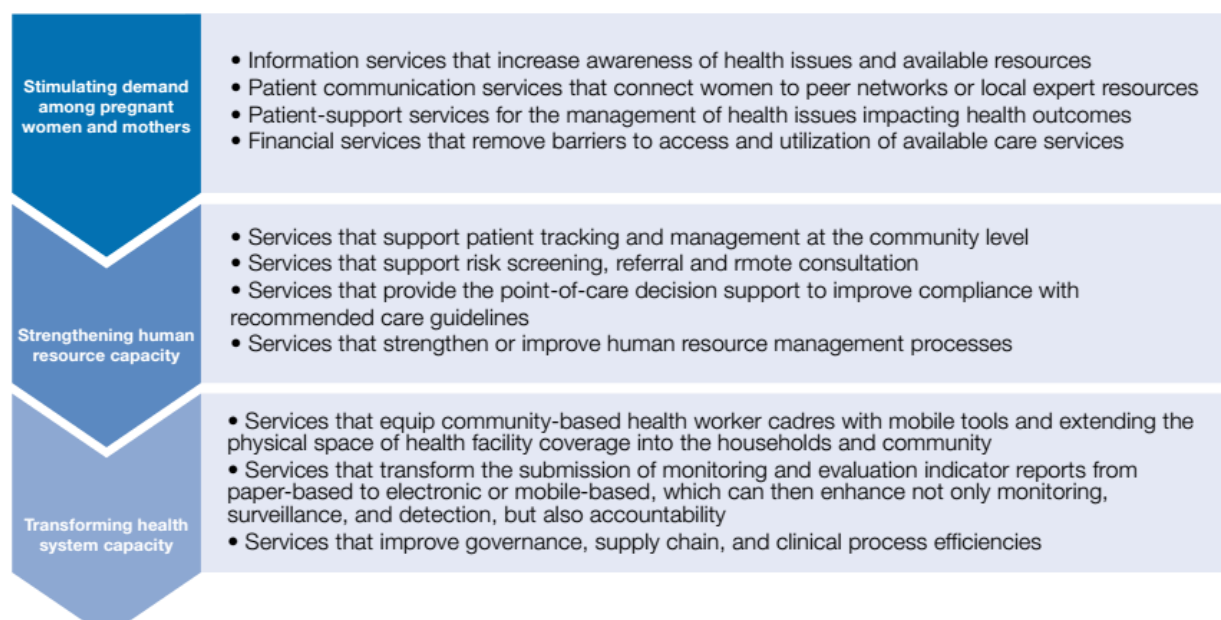 Stimulating demand
among pregnant
women and mothers
• Information services that increase awareness of health issues and available resources
• Patient communication services that connect women to peer networks or local expert resources
• Patient-support services for the management of health issues impacting health outcomes
• Financial services that remove barriers to access and utilization of available care services
Strengthening human
resource capacity
• Services that support patient tracking and management at the community level
• Services that support risk screening, referral and rmote consultation
• Services that provide the point-of-care decision support to improve compliance with
recommended care guidelines
• Services that strengthen or improve human resource management processes
Transforming health
system capacity
• Services that equip community-based health worker cadres with mobile tools and extending the
physical space of health facility coverage into the households and community
• Services that transform the submission of monitoring and evaluation indicator reports from
paper-based to electronic or mobile-based, which can then enhance not only monitoring,
surveillance, and detection, but also accountability
• Services that improve governance, supply chain, and clinical process efficiencies